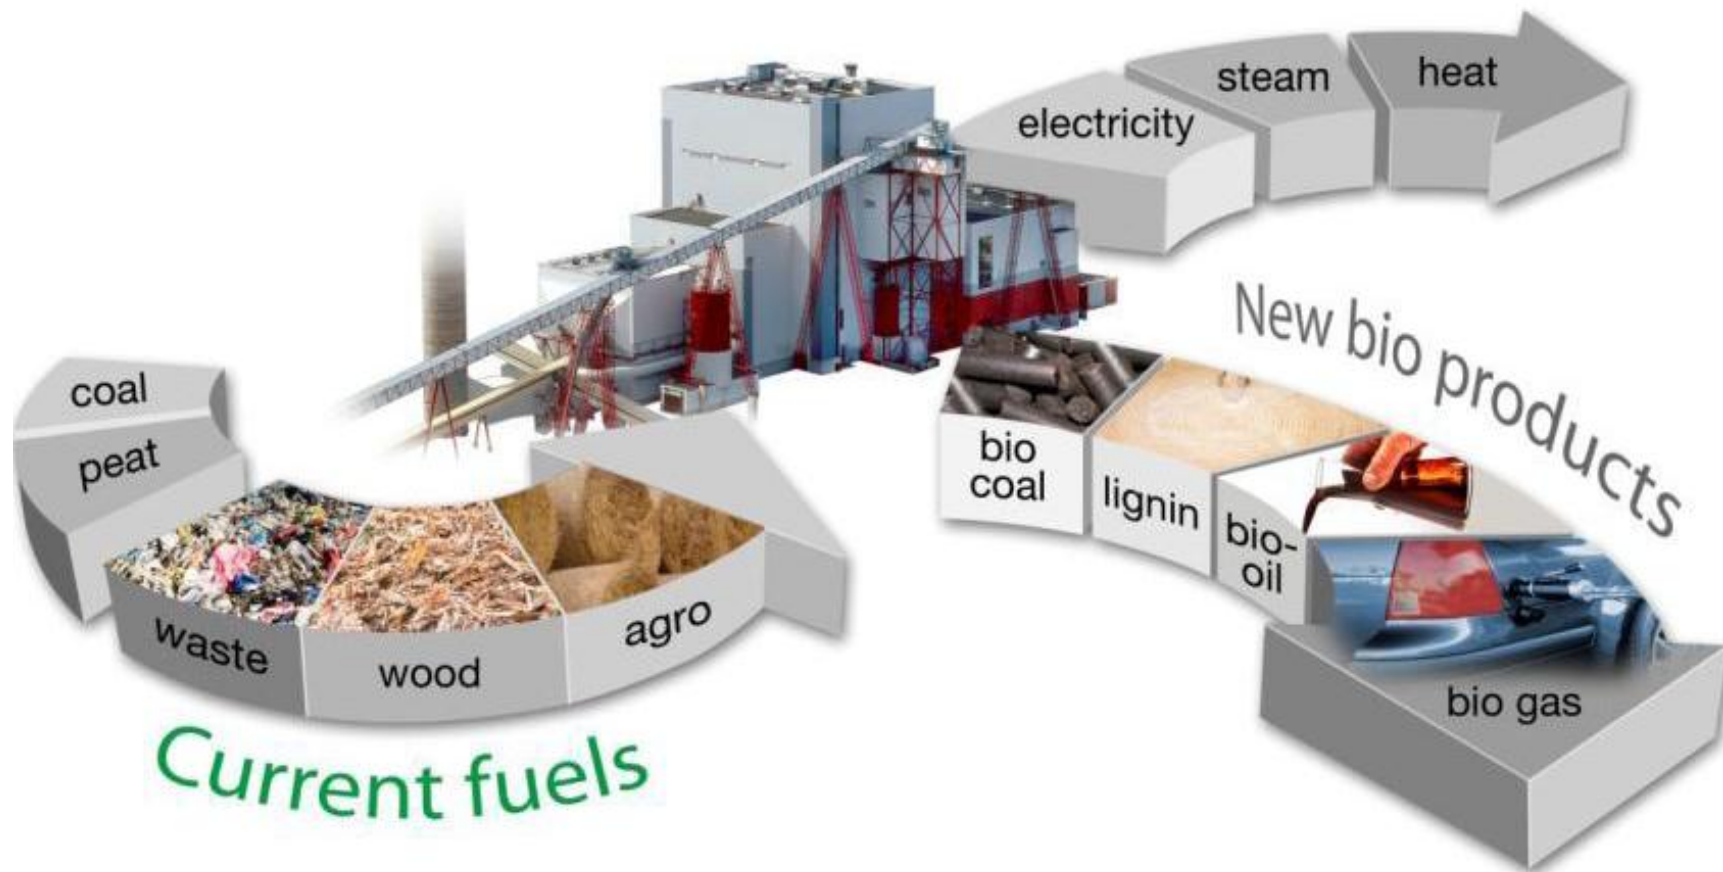 electricity
steam
heat
New bio products
bio
coal
lignin
bio-
oil
bio gas
coal
peat
waste
wood
agro
Current fuels